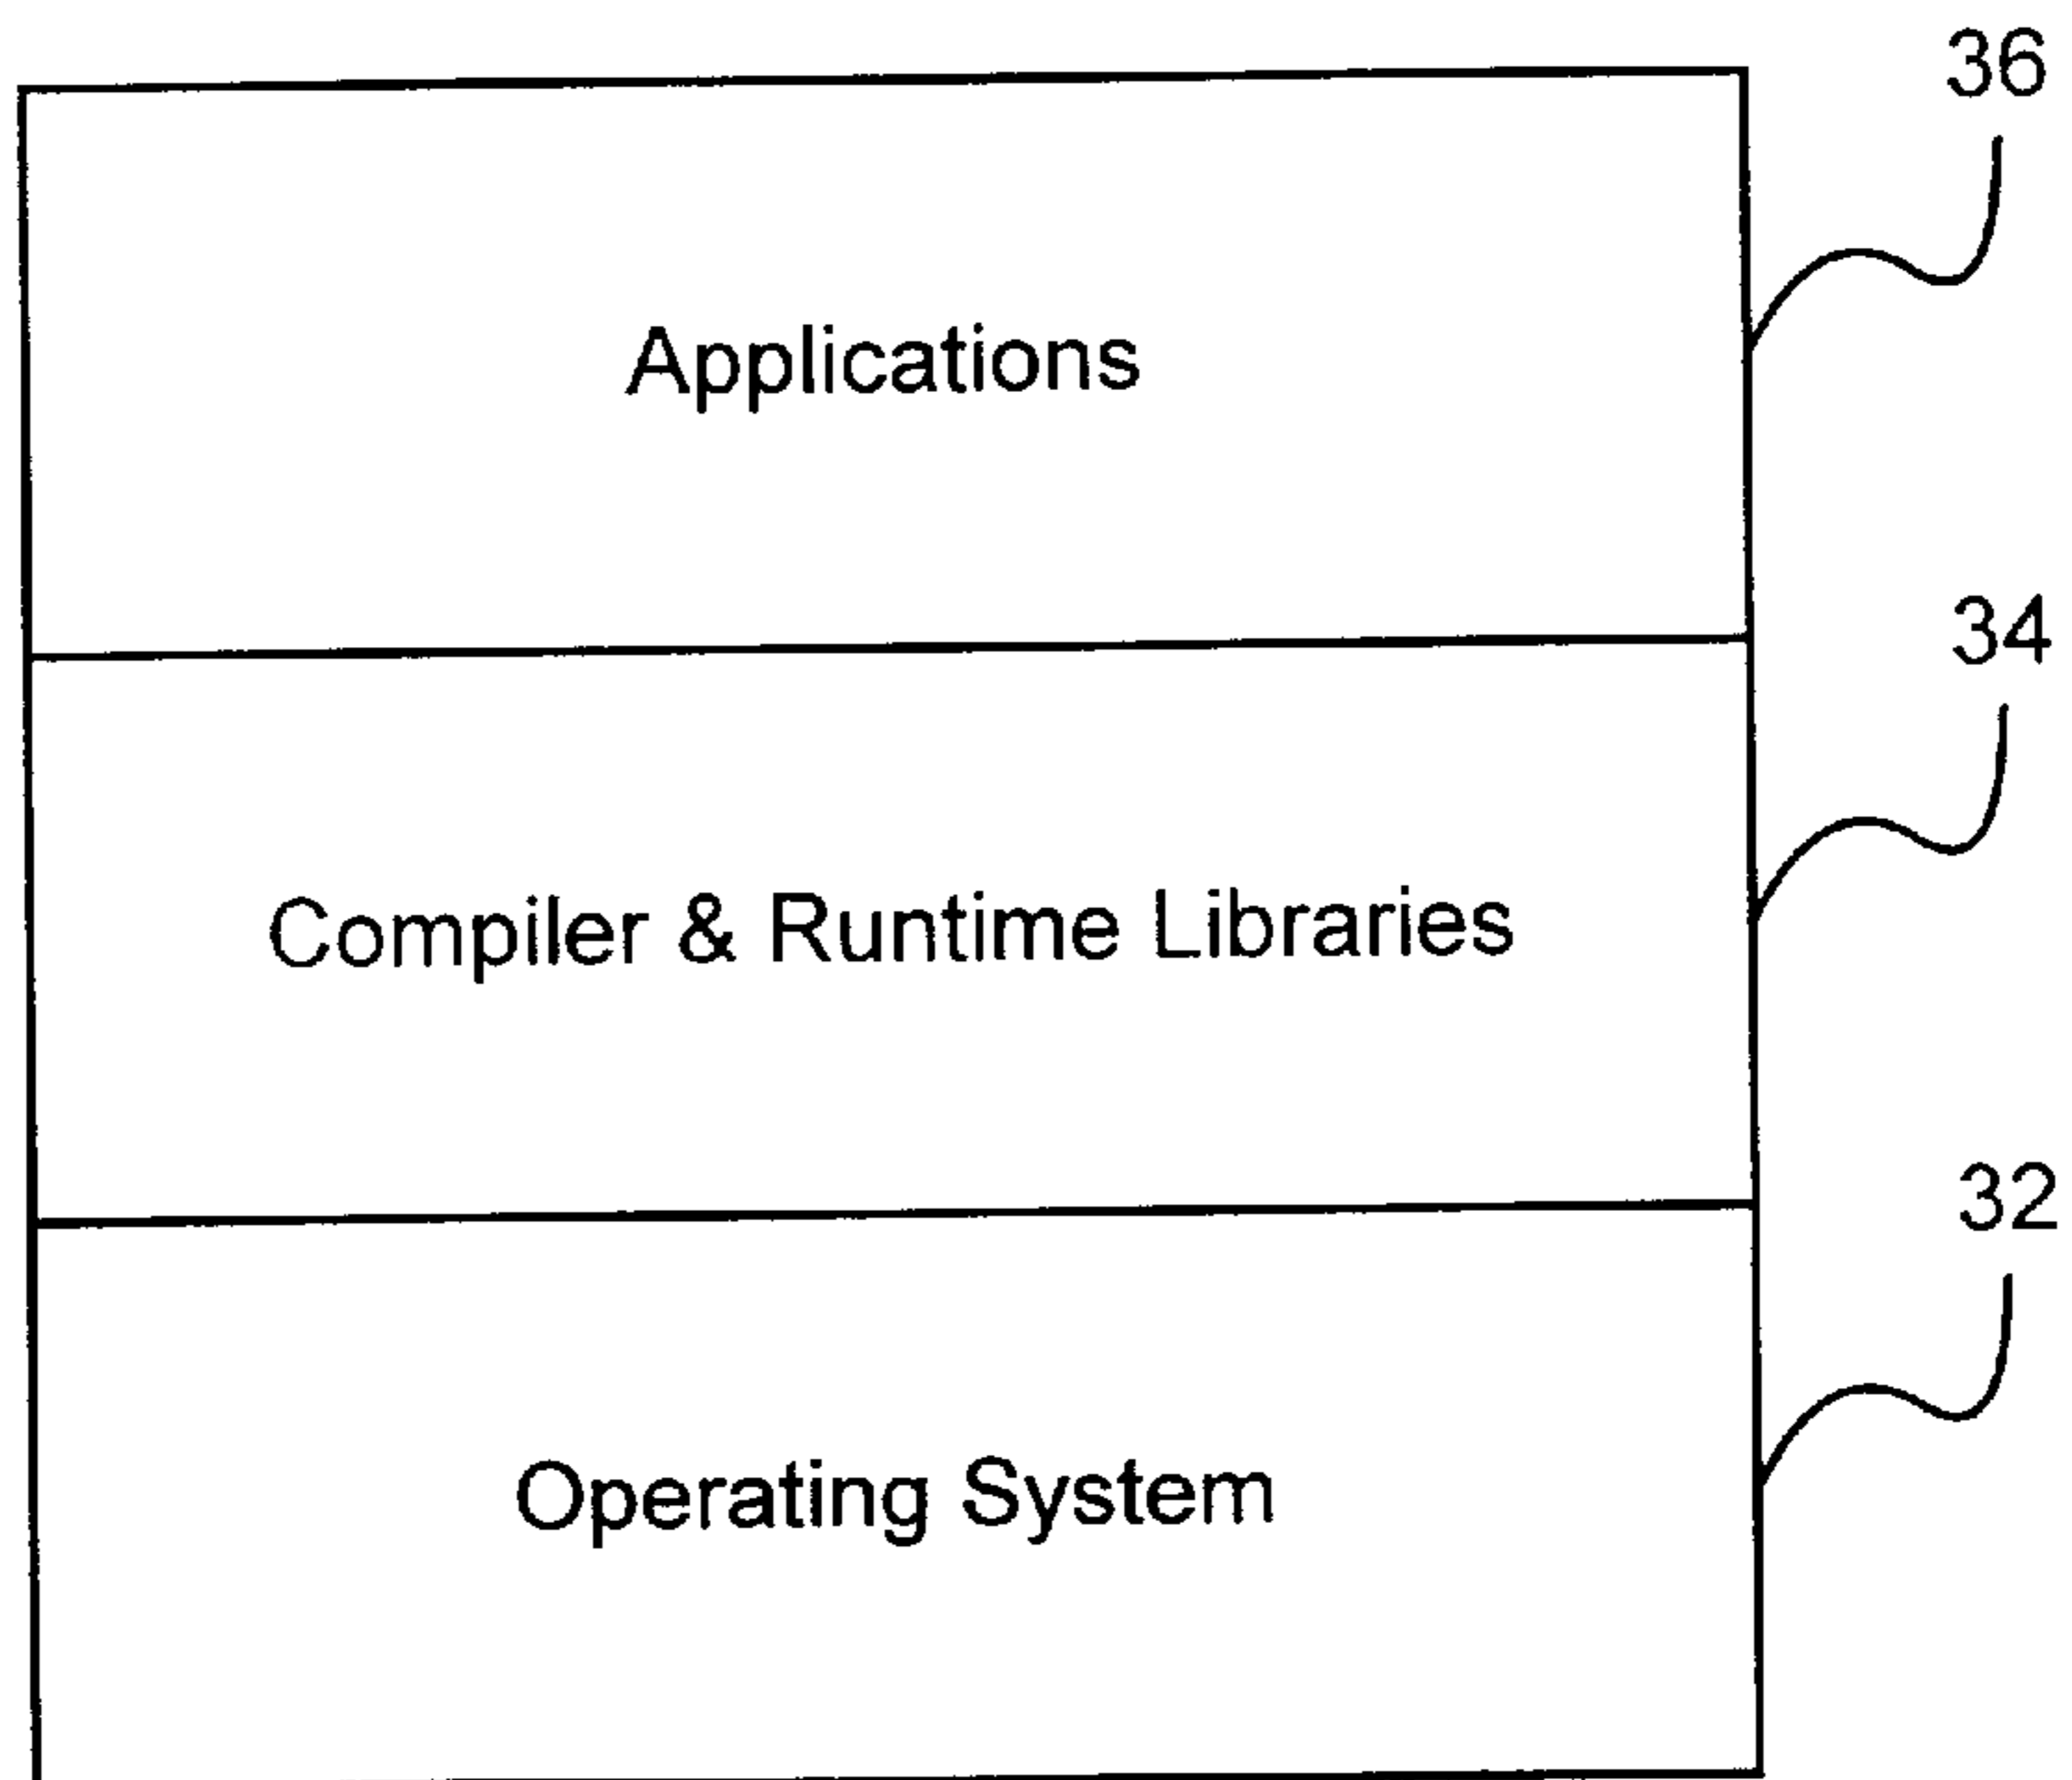 36
Applications
34
Compiler & Runtime Libraries
32
Operating System